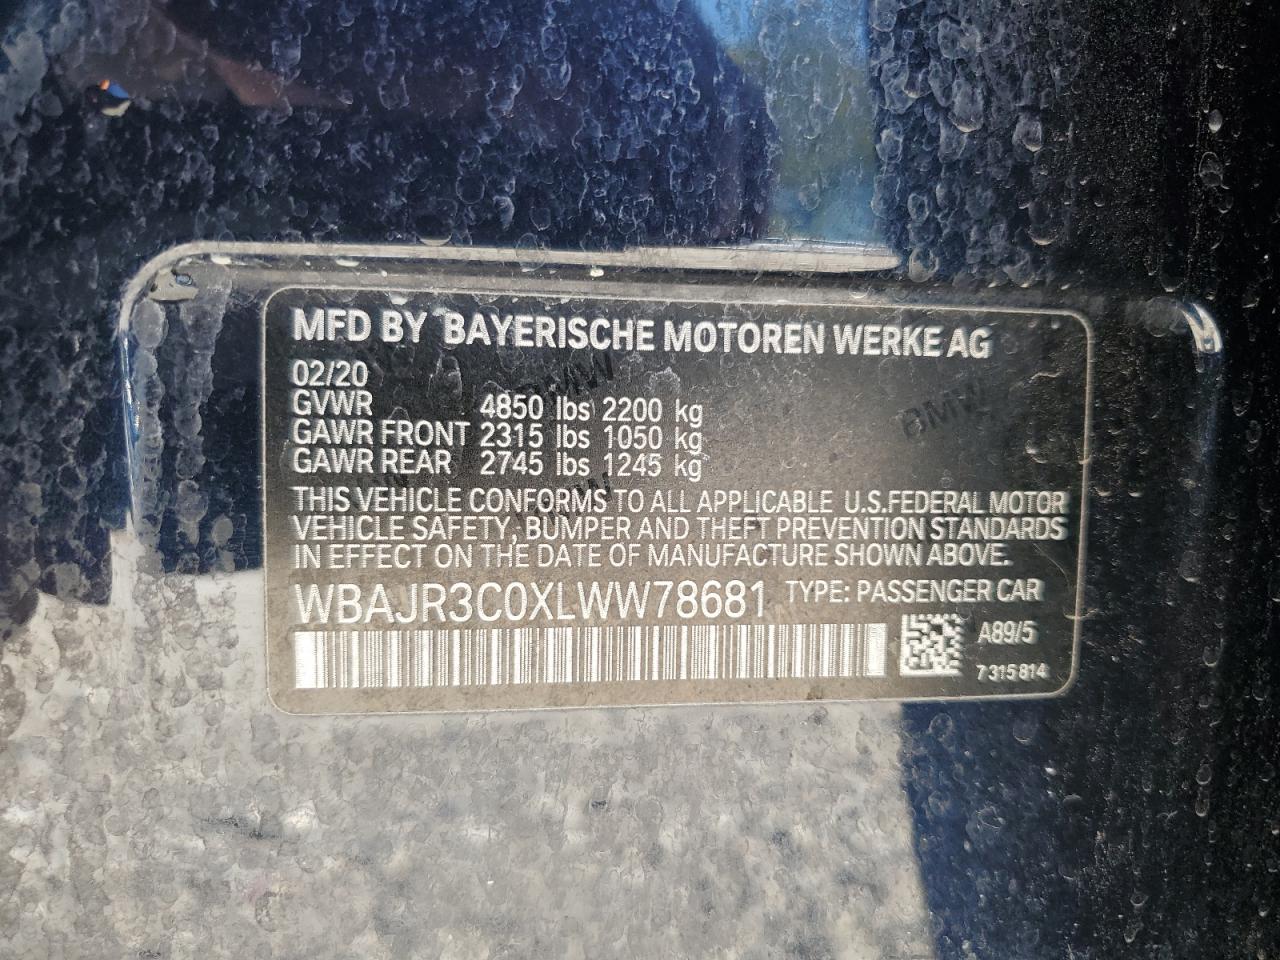 MFD BY BAYERISCHE MOTOREN WERKE AG
02/20
GVWR 4850 lbs 2200 kg
GAWR FRONT 2315 lbs 1050 kg
GAWR REAR 2745 lbs 1245 kg
THIS VEHICLE CONFORMS TO ALL APPLICABLE U.S.FEDERAL MOTOR
VEHICLE SAFETY, BUMPER AND THEFT PREVENTION STANDARDS
IN EFFECT ON THE DATE OF MANUFACTURE SHOWN ABOVE.
WBAJR3C0XLWW78681 TYPE: PASSENGER CAR
A89/5
7 315 814
BMW
BMW